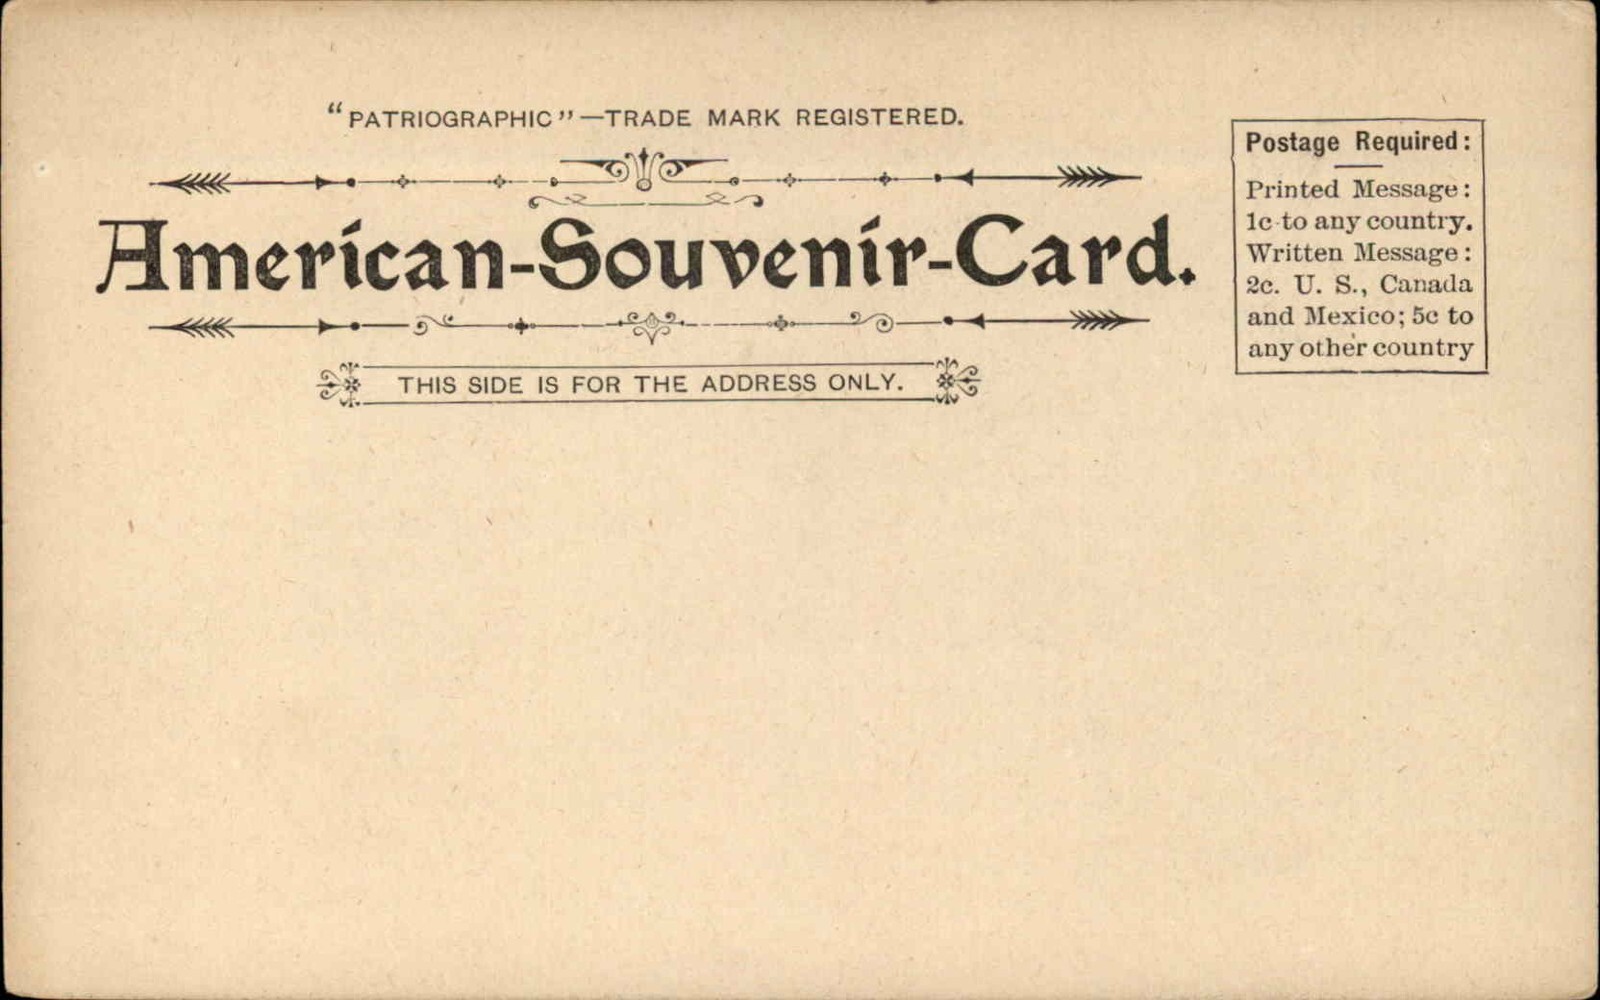 “PATRIOGRAPHIC”—TRADE MARK REGISTERED.
American-Souvenir-Card.
THIS SIDE IS FOR THE ADDRESS ONLY.
Postage Required:
Printed Message:
1c to any country.
Written Message:
2c. U. S., Canada
and Mexico; 5c to
any other country